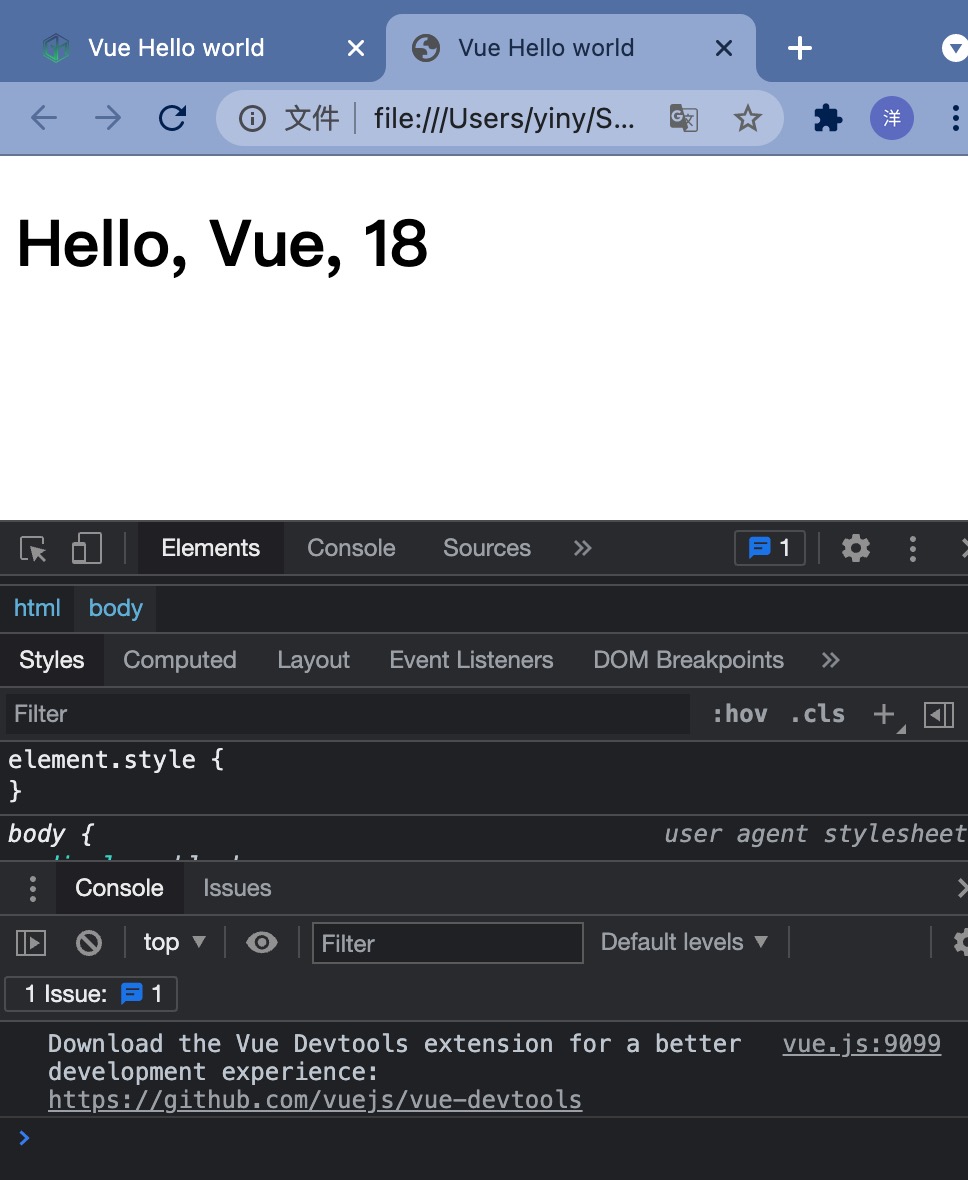 Vue Hello world
Vue Hello world
文件 file:///Users/yiny/S...
洋
Hello, Vue, 18
Elements Console Sources 1
html body
Styles Computed Layout Event Listeners DOM Breakpoints
Filter :hov .cls
element.style {
}
body { user agent stylesheet
Console Issues
top Filter Default levels
1 Issue: 1
Download the Vue Devtools extension for a better vue.js:9099
development experience:
https://github.com/vuejs/vue-devtools